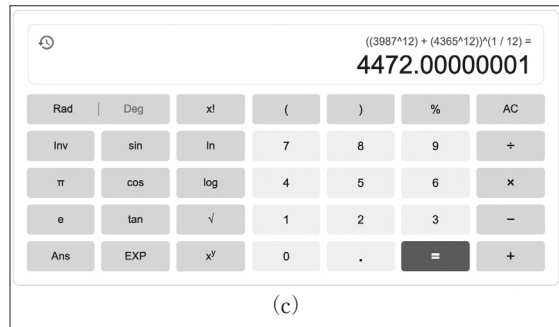 ((3987^12) + (4365^12))^(1 / 12) =
4472.00000001
Rad | Deg x! ( ) % AC
Inv sin ln 7 8 9 ÷
π cos log 4 5 6 ×
e tan √ 1 2 3 −
Ans EXP xʸ 0 . = +
(c)